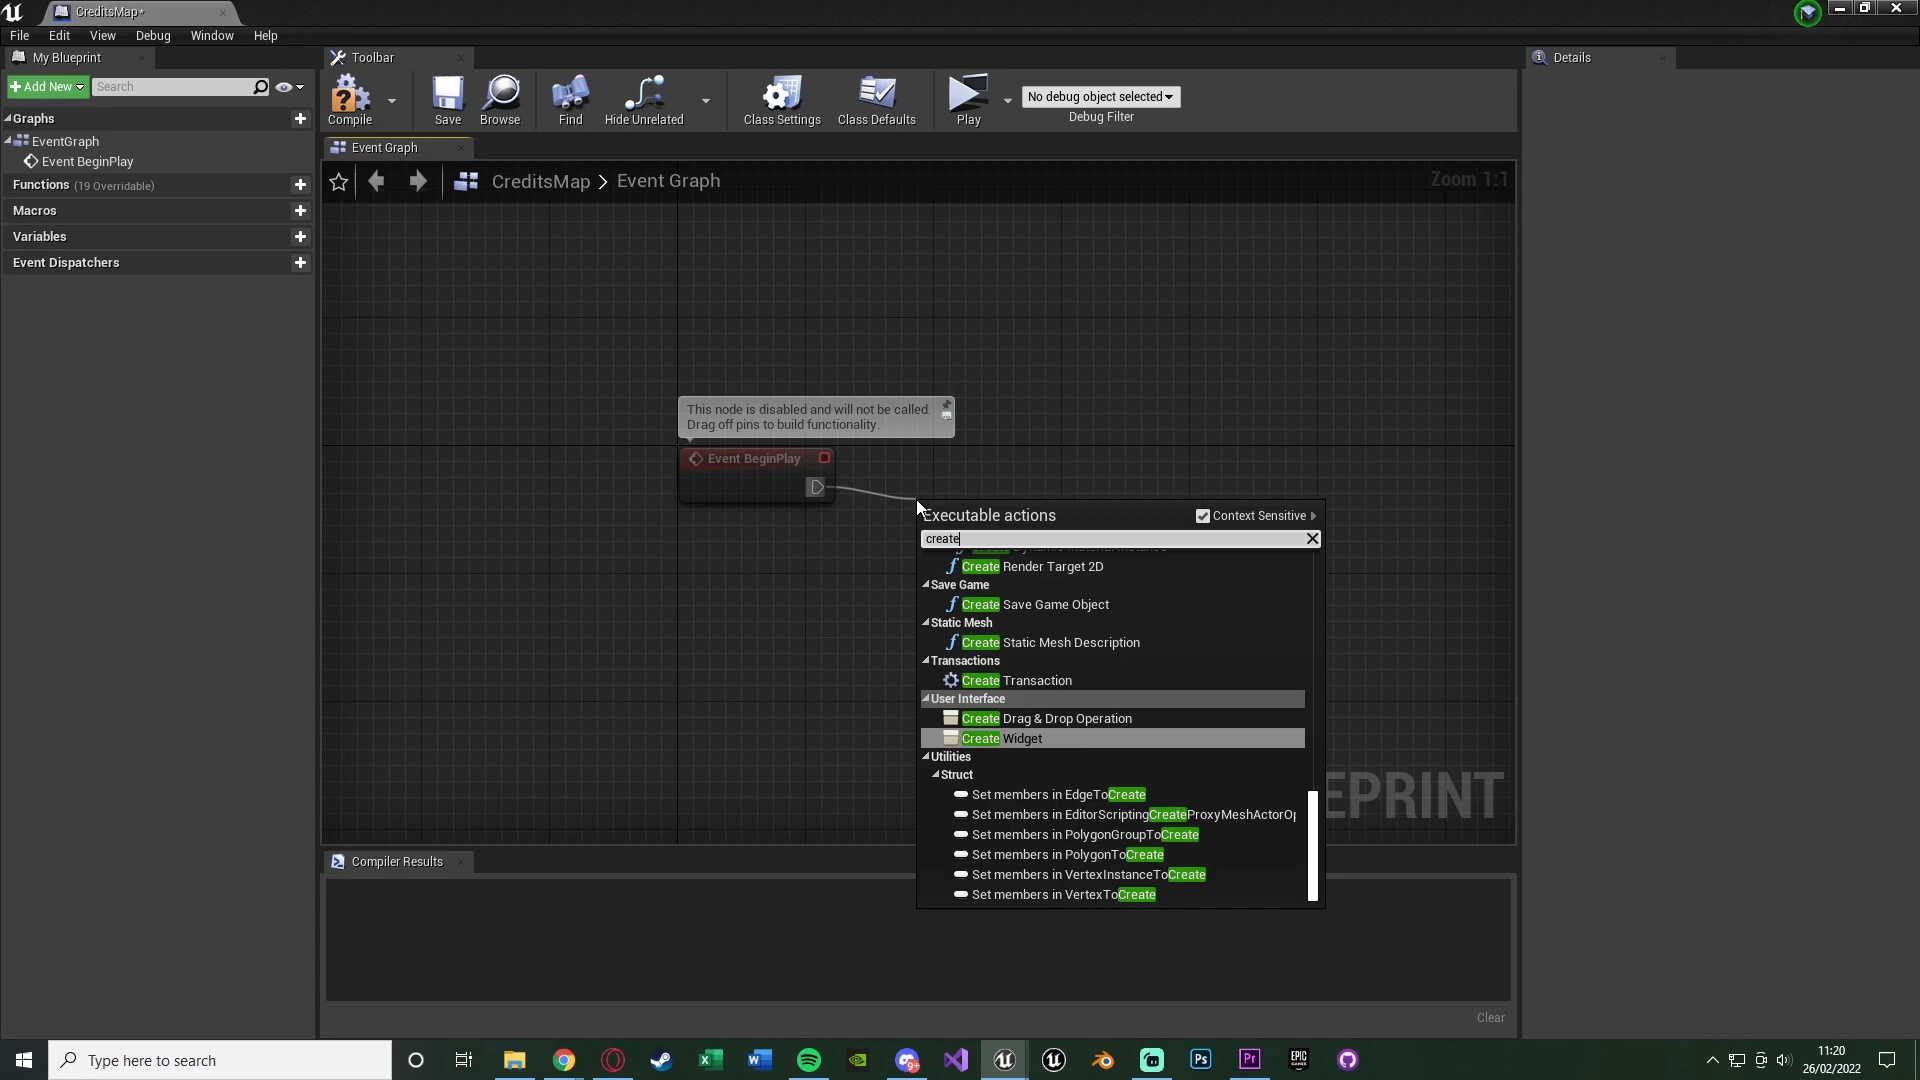 CreditsMap*
File Edit View Debug Window Help
My Blueprint
Toolbar
Details
Add New
Search
Compile
Save
Browse
Find
Hide Unrelated
Class Settings
Class Defaults
Play
No debug object selected
Debug Filter
Graphs
EventGraph
Event BeginPlay
Functions (19 Overridable)
Macros
Variables
Event Dispatchers
Event Graph
CreditsMap > Event Graph
Zoom 1:1
This node is disabled and will not be called.
Drag off pins to build functionality.
Event BeginPlay
Executable actions
Context Sensitive
create
Create Render Target 2D
Save Game
Create Save Game Object
Static Mesh
Create Static Mesh Description
Transactions
Create Transaction
User Interface
Create Drag & Drop Operation
Create Widget
Utilities
Struct
Set members in EdgeToCreate
Set members in EditorScriptingCreateProxyMeshActorOp
Set members in PolygonGroupToCreate
Set members in PolygonToCreate
Set members in VertexInstanceToCreate
Set members in VertexToCreate
EPRINT
Compiler Results
Clear
Type here to search
9+
Ps
Pr
EPIC
GAMES
11:20
26/02/2022